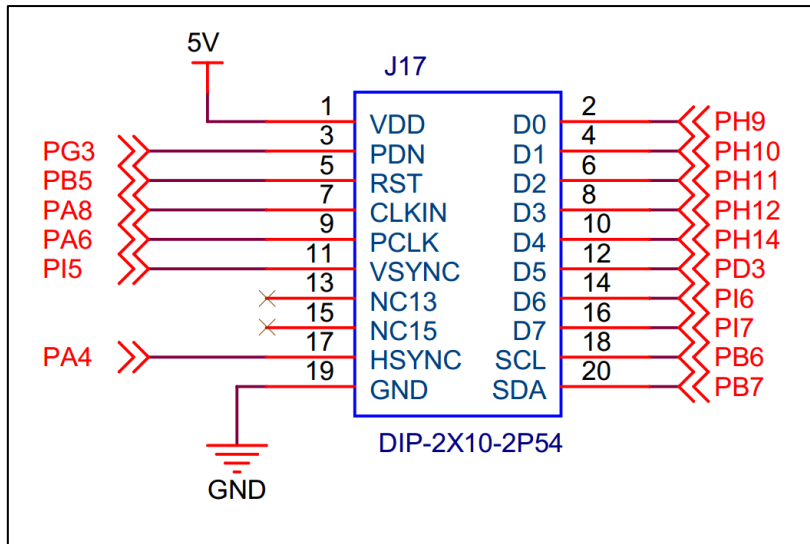 5V
J17
1 2
VDD D0 PH9
3 4
PG3 PDN D1 PH10
5 6
PB5 RST D2 PH11
7 8
PA8 CLKIN D3 PH12
9 10
PA6 PCLK D4 PH14
11 12
PI5 VSYNC D5 PD3
13 14
NC13 D6 PI6
15 16
NC15 D7 PI7
17 18
PA4 HSYNC SCL PB6
19 20
GND SDA PB7
DIP-2X10-2P54
GND